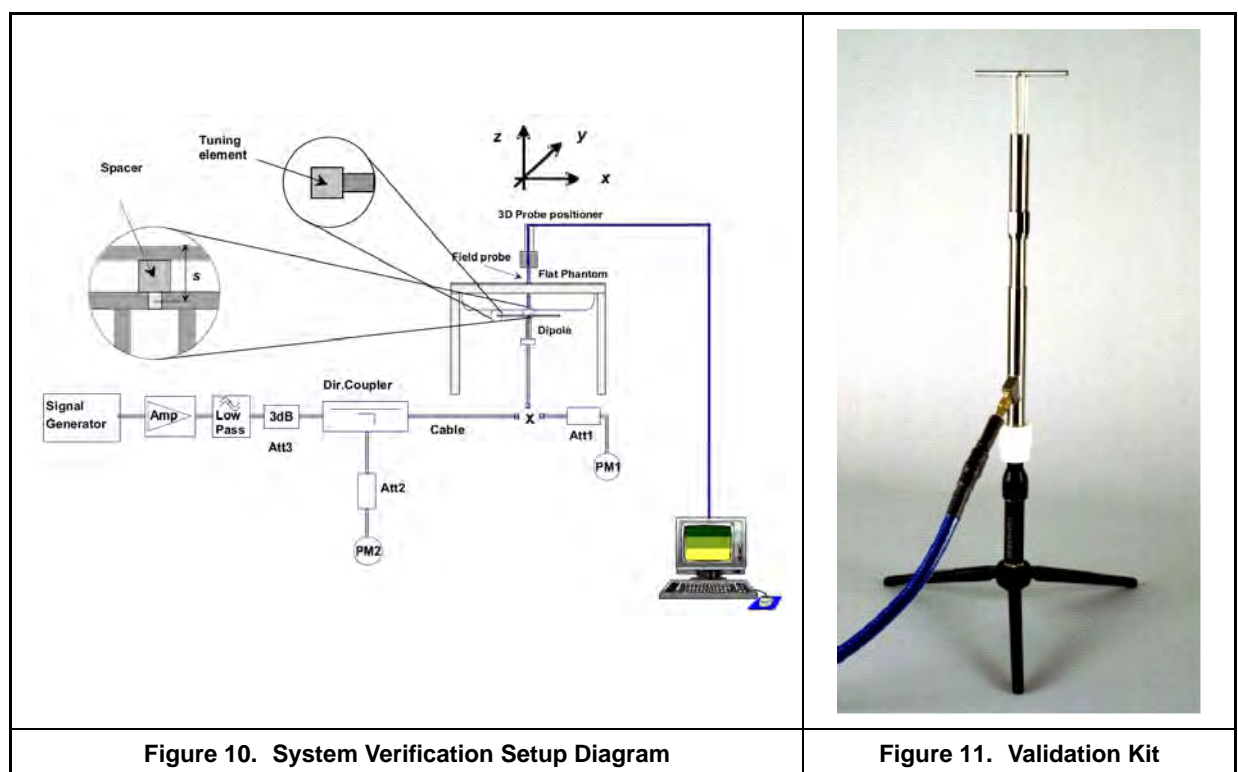 Tuning
element
Spacer
s
z
y
x
3D Probe positioner
Field probe
Flat Phantom
Dipole
Dir.Coupler
Signal
Generator
Amp
Low
Pass
3dB
Att3
Cable
x
Att1
PM1
Att2
PM2
Figure 10. System Verification Setup Diagram
Figure 11. Validation Kit